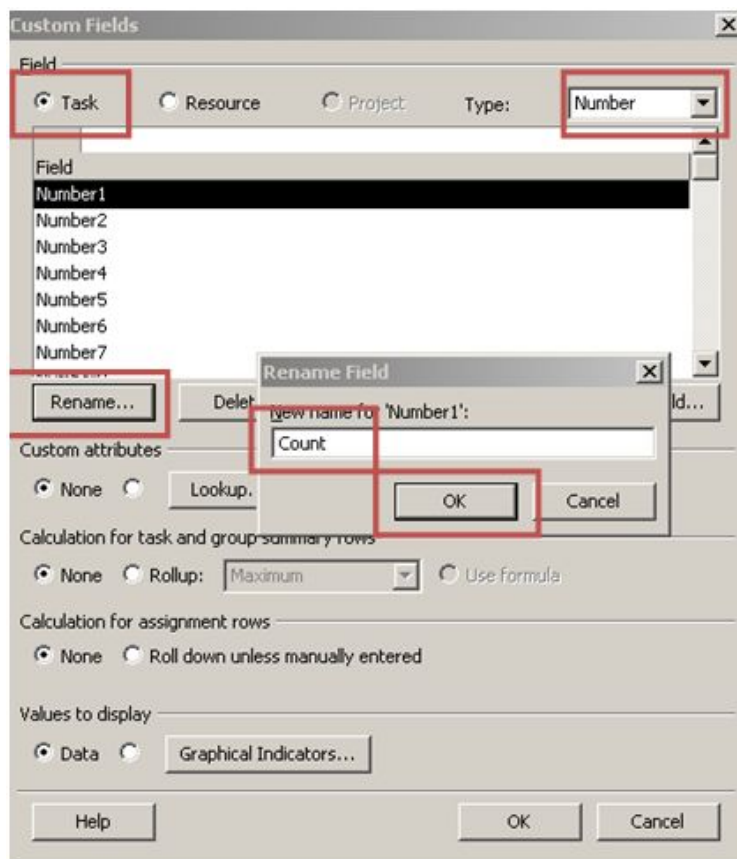 Custom Fields
Field
Task Resource Project Type: Number
Field
Number1
Number2
Number3
Number4
Number5
Number6
Number7
Rename Field
Rename... Delet ld...
New name for 'Number1':
Count
Custom attributes
None Lookup.
OK Cancel
Calculation for task and group summary rows
None Rollup: Maximum Use formula
Calculation for assignment rows
None Roll down unless manually entered
Values to display
Data Graphical Indicators...
Help OK Cancel